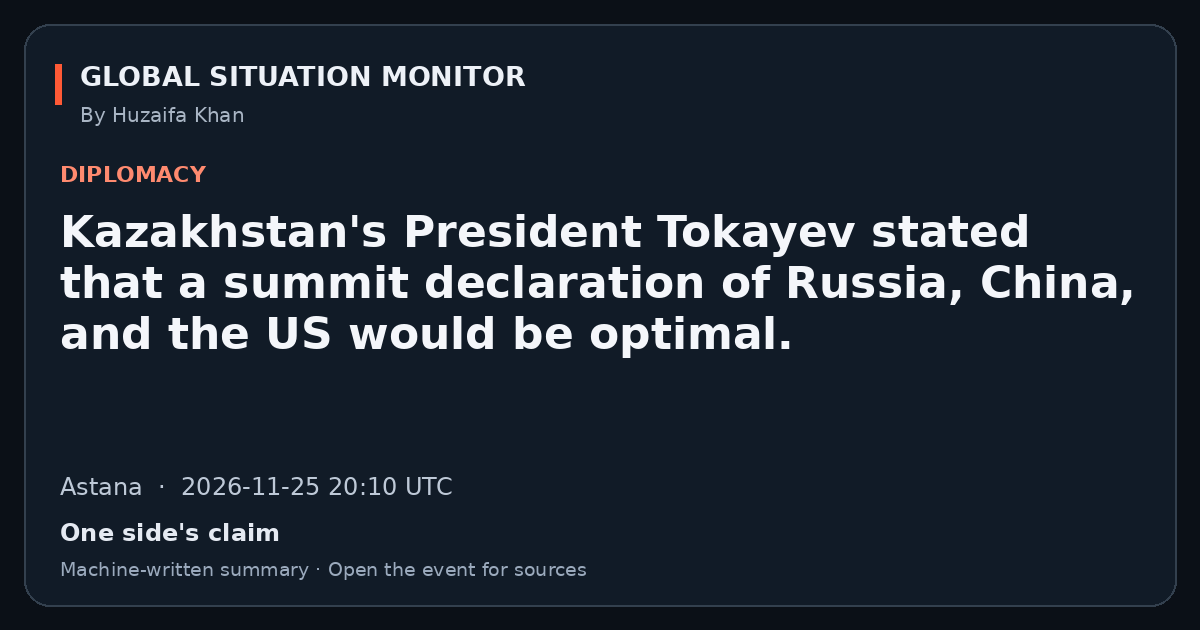 GLOBAL SITUATION MONITOR
By Huzaifa Khan
DIPLOMACY
Kazakhstan's President Tokayev stated
that a summit declaration of Russia, China,
and the US would be optimal.
Astana · 2026-11-25 20:10 UTC
One side's claim
Machine-written summary · Open the event for sources